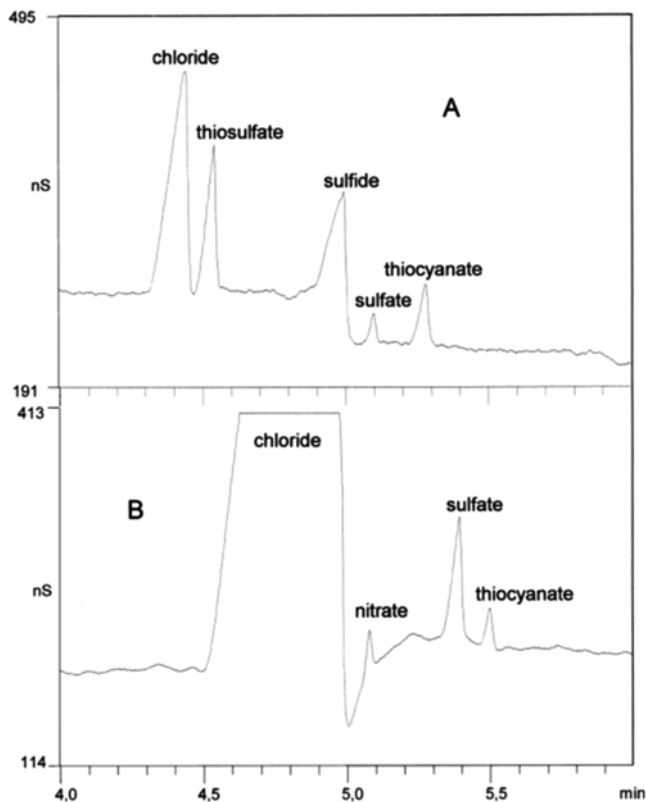 495
chloride
A
thiosulfate
nS
sulfide
thiocyanate
sulfate
191
413
chloride
B
sulfate
nS
thiocyanate
nitrate
114
4,0 4,5 5,0 5,5 min